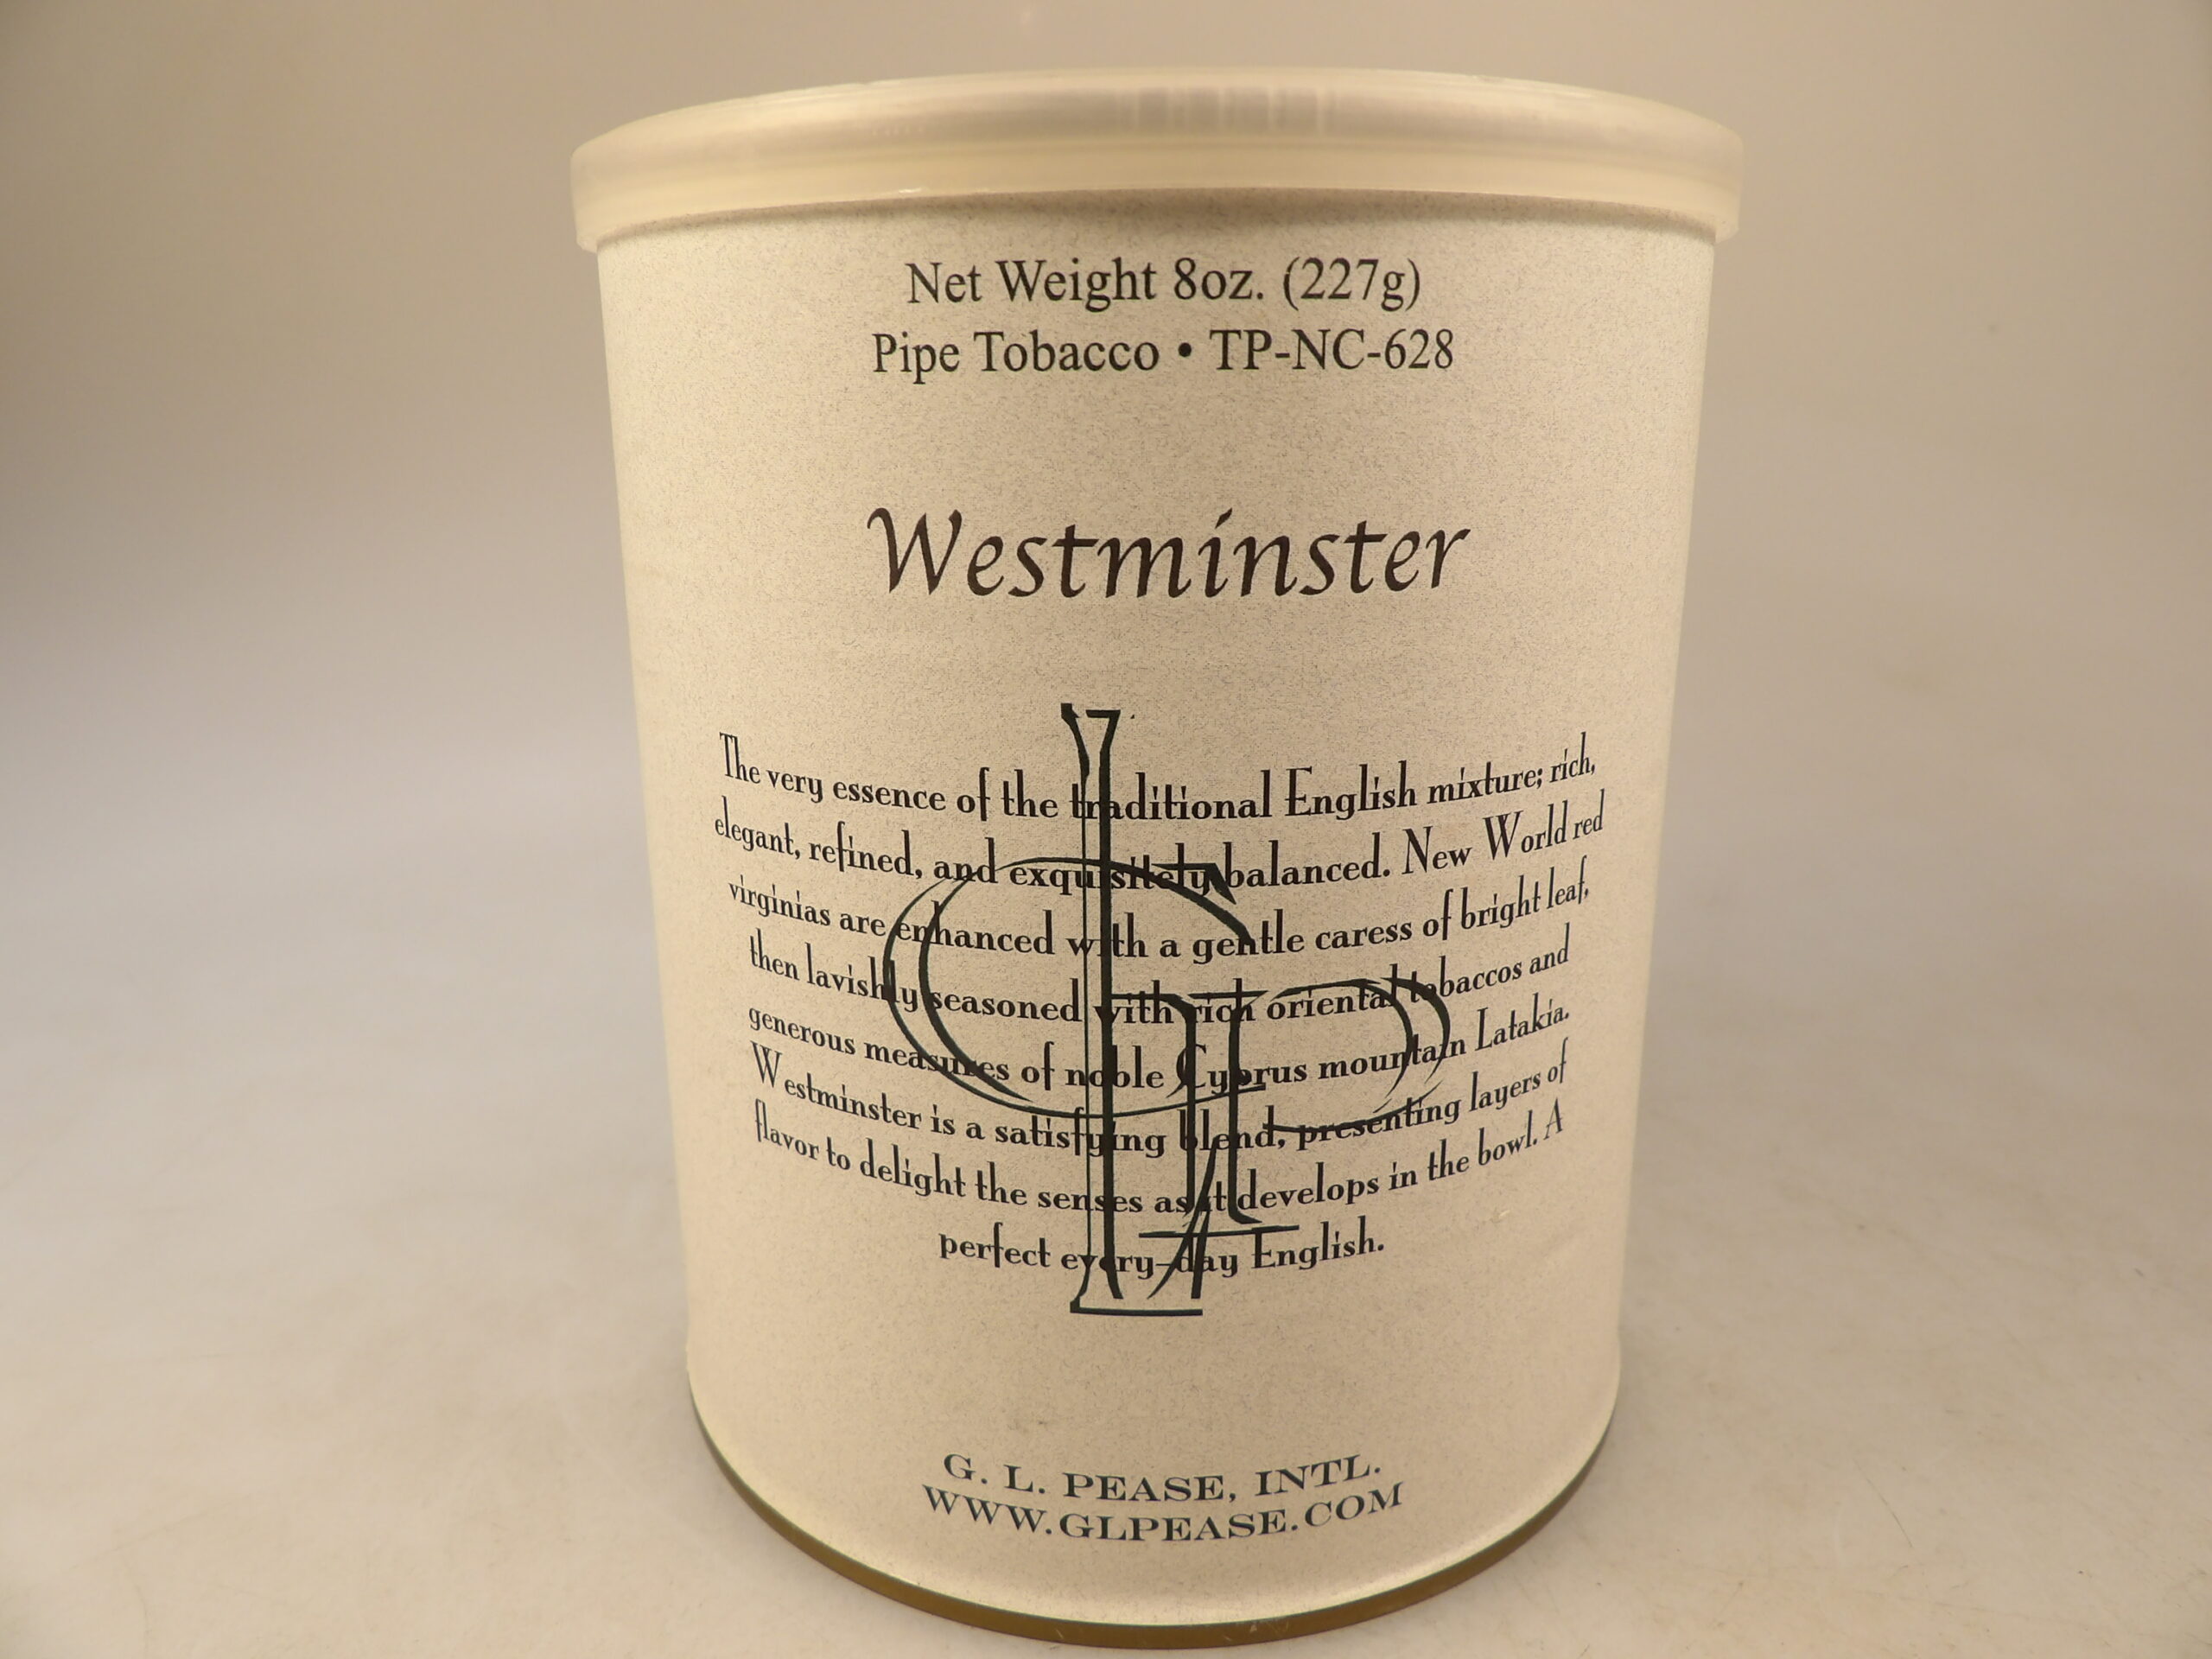 Net Weight 8oz. (227g)
Pipe Tobacco • TP-NC-628
Westminster
The very essence of the traditional English mixture; rich,
elegant, refined, and exquisitely balanced. New World red
virginias are enhanced with a gentle caress of bright leaf,
then lavishly seasoned with rich oriental tobaccos and
generous measures of noble Cyprus mountain Latakia.
Westminster is a satisfying blend, presenting layers of
flavor to delight the senses as it develops in the bowl. A
perfect every-day English.
G. L. PEASE, INTL.
WWW.GLPEASE.COM